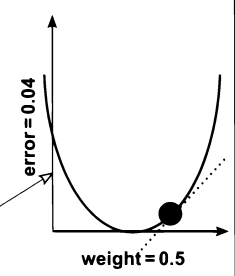 error = 0.04
weight = 0.5